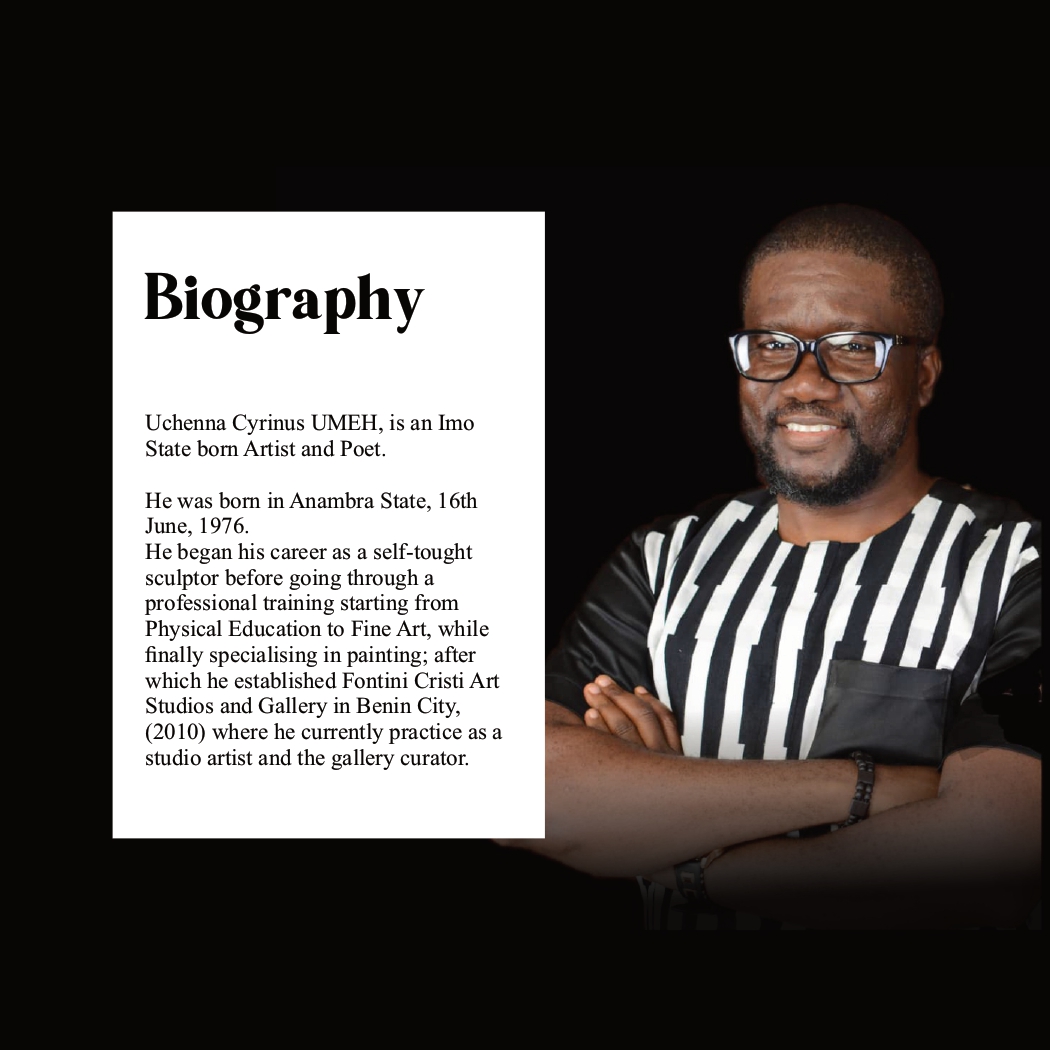 Biography
Uchenna Cyrinus UMEH, is an Imo
State born Artist and Poet.
He was born in Anambra State, 16th
June, 1976.
He began his career as a self-tought
sculptor before going through a
professional training starting from
Physical Education to Fine Art, while
finally specialising in painting; after
which he established Fontini Cristi Art
Studios and Gallery in Benin City,
(2010) where he currently practice as a
studio artist and the gallery curator.